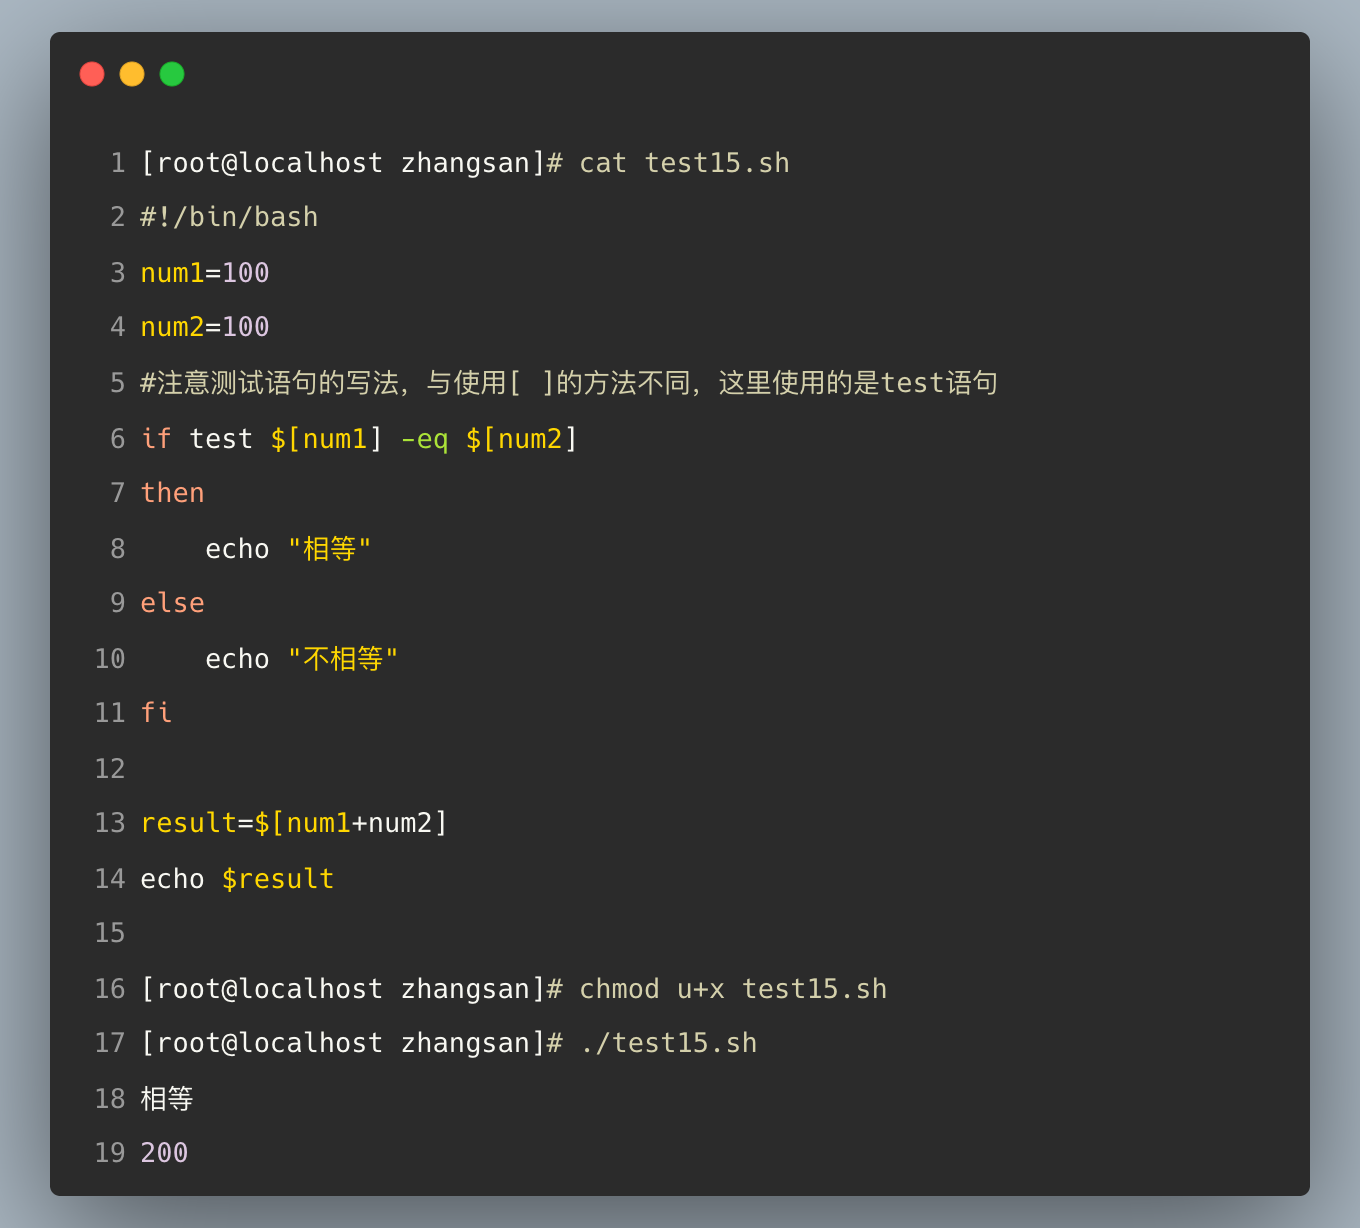 1 [root@localhost zhangsan]# cat test15.sh
2 #!/bin/bash
3 num1=100
4 num2=100
5 #注意测试语句的写法，与使用[ ]的方法不同，这里使用的是test语句
6 if test $[num1] -eq $[num2]
7 then
8     echo "相等"
9 else
10     echo "不相等"
11 fi
12
13 result=$[num1+num2]
14 echo $result
15
16 [root@localhost zhangsan]# chmod u+x test15.sh
17 [root@localhost zhangsan]# ./test15.sh
18 相等
19 200